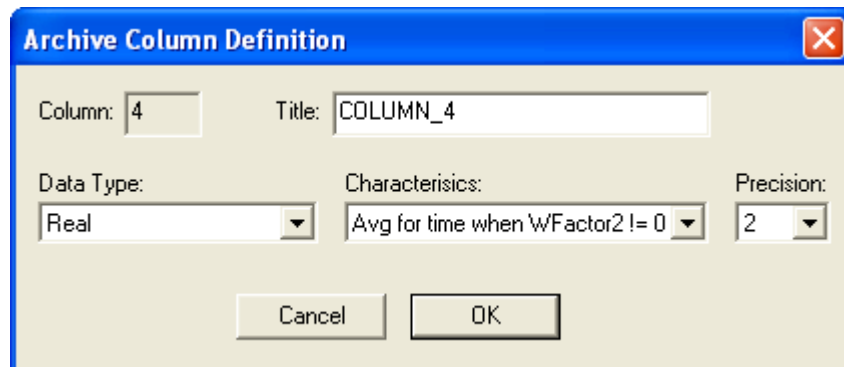 Archive Column Definition
Column: 4 Title: COLUMN_4
Data Type: Characterisics: Precision:
Real Avg for time when WFactor2 != 0 2
Cancel OK